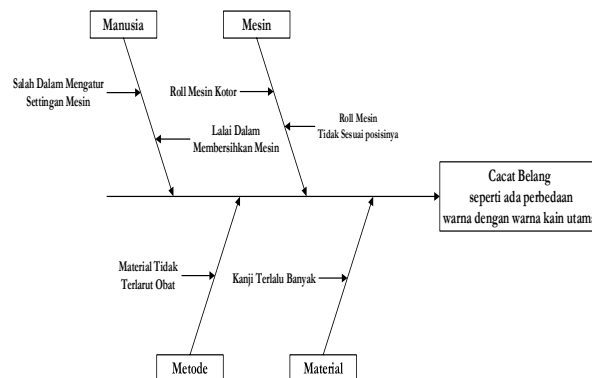 Manusia
Mesin
Salah Dalam Mengatur
Settingan Mesin
Roll Mesin Kotor
Roll Mesin
Tidak Sesuai posisinya
Lalai Dalam
Membersihkan Mesin
Cacat Belang
seperti ada perbedaan
warna dengan warna kain utama
Material Tidak
Terlarut Obat
Kanji Terlalu Banyak
Metode
Material